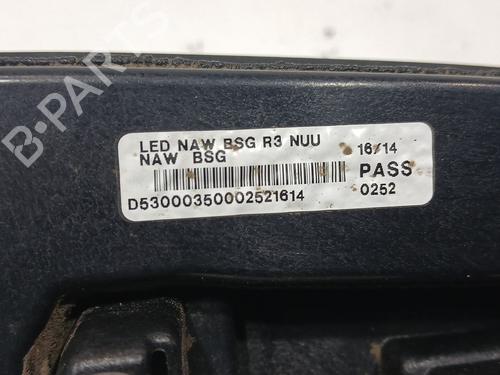 B-PARTS
LED NAW BSG R3 NUU 16/14
NAW BSG PASS
D530003500002521614 0252